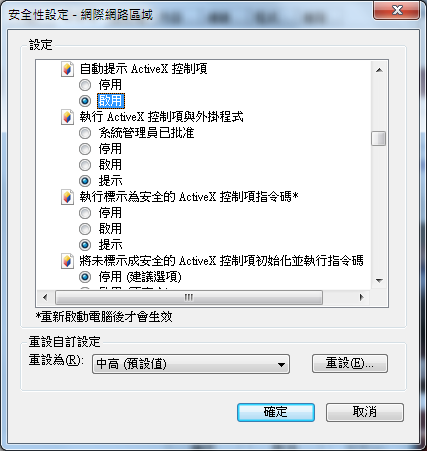 安全性設定 - 網際網路區域
設定
自動提示 ActiveX 控制項
停用
啟用
執行 ActiveX 控制項與外掛程式
系統管理員已批准
停用
啟用
提示
執行標示為安全的 ActiveX 控制項指令碼*
停用
啟用
提示
將未標示成安全的 ActiveX 控制項初始化並執行指令碼
停用 (建議選項)
*重新啟動電腦後才會生效
重設自訂設定
重設為(R):
中高 (預設值)
重設(E)...
確定
取消